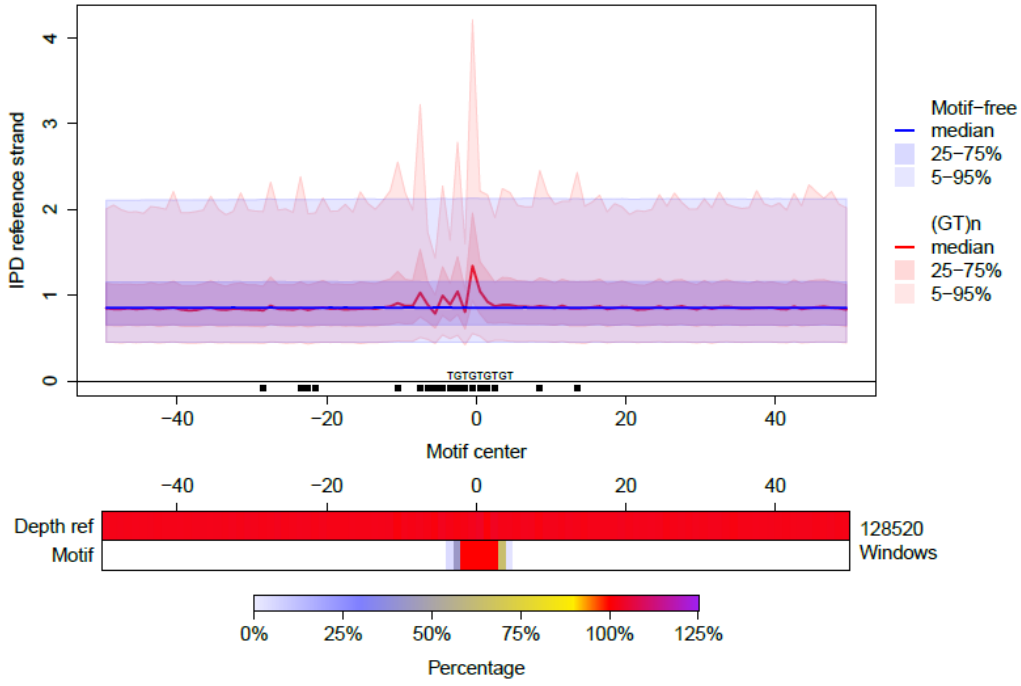 4
3
2
1
0
IPD reference strand
TGTGTGTGT
−40 −20 0 20 40
Motif center
Motif−free
median
25−75%
5−95%
(GT)n
median
25−75%
5−95%
−40 −20 0 20 40
Depth ref 128520
Motif Windows
0% 25% 50% 75% 100% 125%
Percentage